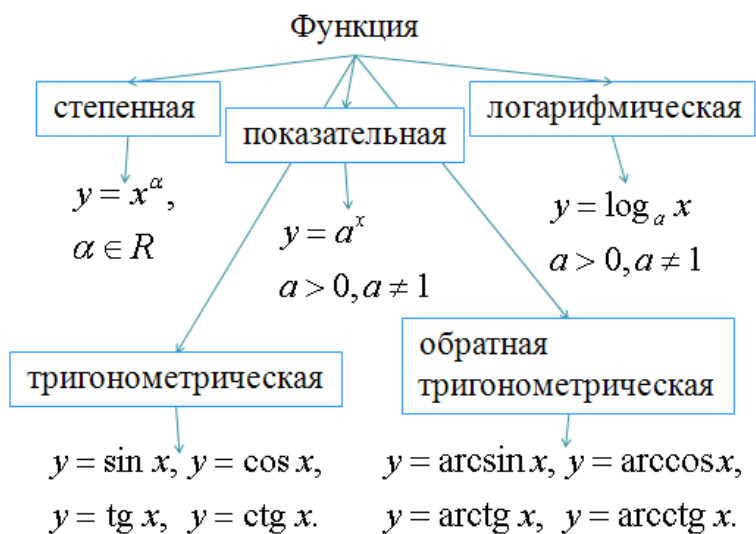 Функция
степенная
показательная
логарифмическая
y = x^α,
α ∈ R
y = a^x
a > 0, a ≠ 1
y = log_a x
a > 0, a ≠ 1
тригонометрическая
обратная
тригонометрическая
y = sin x, y = cos x,
y = tg x, y = ctg x.
y = arcsin x, y = arccos x,
y = arctg x, y = arcctg x.